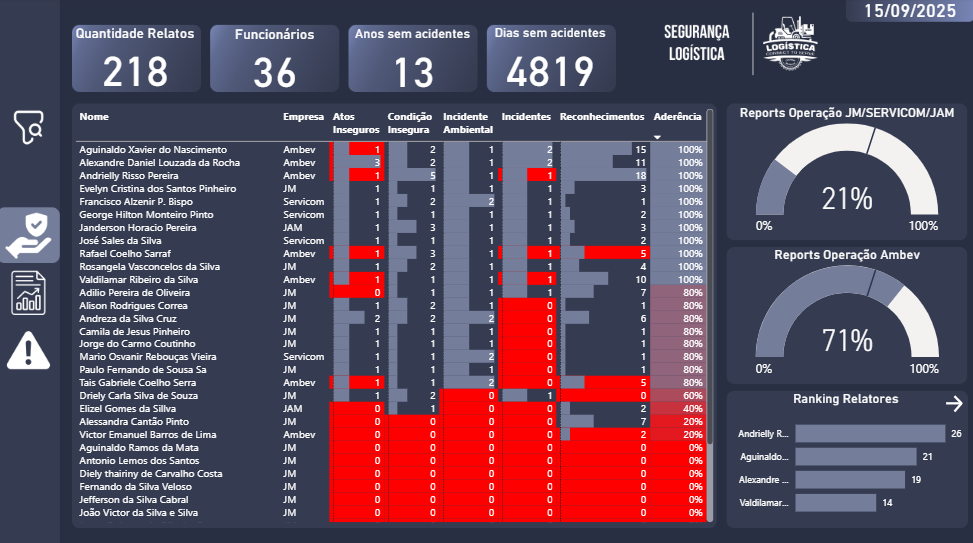 15/09/2025
Quantidade Relatos
218
Funcionários
36
Anos sem acidentes
13
Dias sem acidentes
4819
SEGURANÇA
LOGÍSTICA
LOGÍSTICA
Nome Empresa Atos Inseguros Condição Insegura Incidente Ambiental Incidentes Reconhecimentos Aderência
Aguinaldo Xavier do Nascimento Ambev 1 2 1 2 15 100%
Alexandre Daniel Louzada da Rocha Ambev 3 2 1 2 11 100%
Andrielly Risso Pereira Ambev 1 5 1 1 18 100%
Evelyn Cristina dos Santos Pinheiro JM 1 1 1 1 3 100%
Francisco Alzenir P. Bispo Servicom 1 2 2 1 1 100%
George Hilton Monteiro Pinto Servicom 1 1 1 1 2 100%
Janderson Horacio Pereira JAM 1 3 1 1 3 100%
José Sales da Silva Servicom 1 1 1 1 2 100%
Rafael Coelho Sarraf Ambev 1 3 1 1 5 100%
Rosangela Vasconcelos da Silva JM 1 2 1 1 4 100%
Valdilamar Ribeiro da Silva Ambev 1 1 1 1 10 100%
Adilio Pereira de Oliveira JM 0 1 1 1 7 80%
Alison Rodrigues Correa JM 1 2 1 0 1 80%
Andreza da Silva Cruz JM 2 2 2 0 6 80%
Camila de Jesus Pinheiro JM 1 1 1 0 1 80%
Jorge do Carmo Coutinho JM 1 1 1 0 1 80%
Mario Osvanir Rebouças Vieira Servicom 1 1 2 0 1 80%
Paulo Fernando de Sousa Sa JM 1 1 1 0 1 80%
Tais Gabriele Coelho Serra Ambev 1 1 2 0 5 80%
Driely Carla Silva de Souza JM 1 2 0 1 0 60%
Elizel Gomes da Sillva JAM 0 1 0 0 2 40%
Alessandra Cantão Pinto JM 0 0 0 0 7 20%
Victor Emanuel Barros de Lima Ambev 0 0 0 0 2 20%
Aguinaldo Ramos da Mata JM 0 0 0 0 0 0%
Antonio Lemos dos Santos JM 0 0 0 0 0 0%
Diely thairiny de Carvalho Costa JM 0 0 0 0 0 0%
Fernando da Silva Veloso JM 0 0 0 0 0 0%
Jefferson da Silva Cabral JM 0 0 0 0 0 0%
João Victor da Silva e Silva JM 0 0 0 0 0 0%
Reports Operação JM/SERVICOM/JAM
21%
0% 100%
Reports Operação Ambev
71%
0% 100%
Ranking Relatores
Andrielly R... 26
Aguinaldo... 21
Alexandre ... 19
Valdilamar... 14